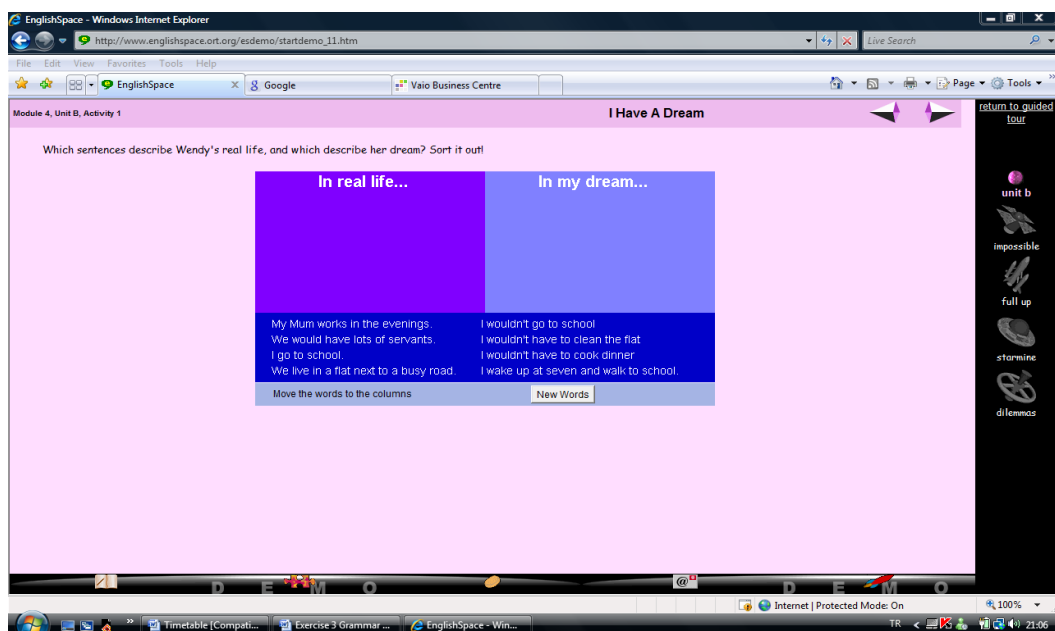 EnglishSpace - Windows Internet Explorer
http://www.englishspace.ort.org/esdemo/startdemo_11.htm
Live Search
File Edit View Favorites Tools Help
EnglishSpace
Google
Vaio Business Centre
Page
Tools
Module 4, Unit B, Activity 1
I Have A Dream
return to guided
tour
Which sentences describe Wendy's real life, and which describe her dream? Sort it out!
In real life...
In my dream...
unit b
impossible
full up
starmine
dilemmas
My Mum works in the evenings.
We would have lots of servants.
I go to school.
We live in a flat next to a busy road.
I wouldn't go to school
I wouldn't have to clean the flat
I wouldn't have to cook dinner
I wake up at seven and walk to school.
Move the words to the columns
New Words
D E M O
@
D E M O
Internet | Protected Mode: On
100%
Timetable [Compati...
Exercise 3 Grammar ...
EnglishSpace - Win...
TR
21:06